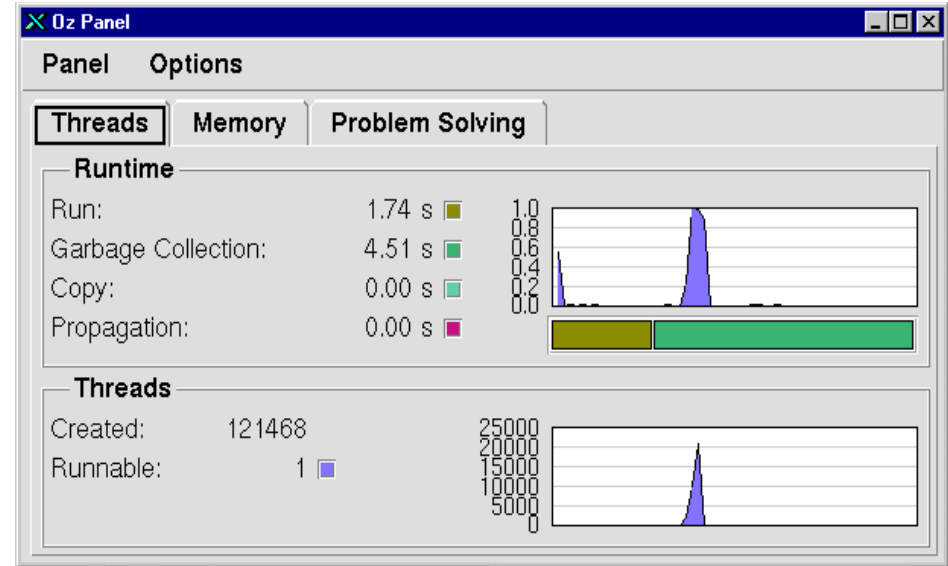 Oz Panel
Panel Options
Threads Memory Problem Solving
Runtime
Run: 1.74 s
Garbage Collection: 4.51 s
Copy: 0.00 s
Propagation: 0.00 s
1.0
0.8
0.6
0.4
0.2
0.0
Threads
Created: 121468
Runnable: 1
25000
20000
15000
10000
5000
0